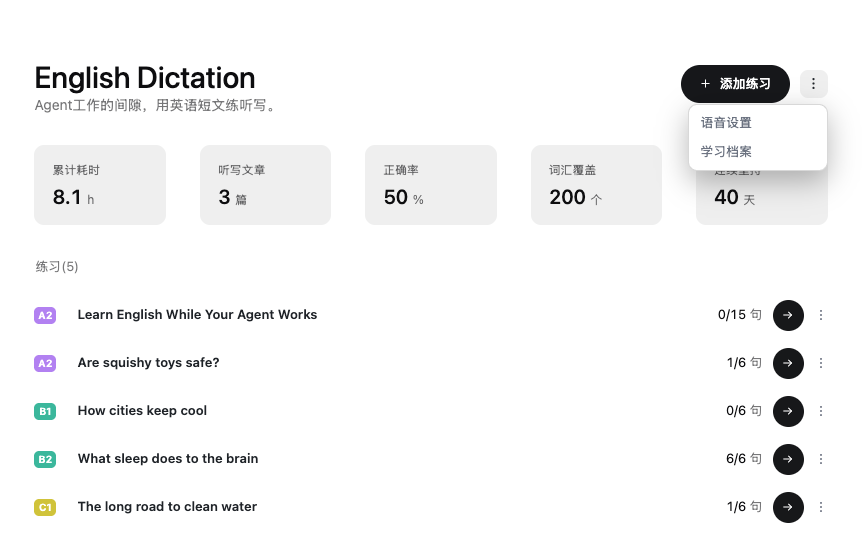 English Dictation
Agent工作的间隙，用英语短文练听写。
+ 添加练习
语音设置
学习档案
累计耗时
8.1 h
听写文章
3 篇
正确率
50 %
词汇覆盖
200 个
连续坚持
40 天
练习(5)
A2 Learn English While Your Agent Works 0/15 句
A2 Are squishy toys safe? 1/6 句
B1 How cities keep cool 0/6 句
B2 What sleep does to the brain 6/6 句
C1 The long road to clean water 1/6 句